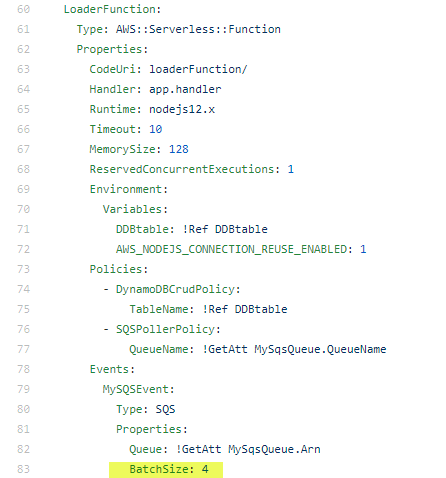 60 LoaderFunction:
61 Type: AWS::Serverless::Function
62 Properties:
63 CodeUri: loaderFunction/
64 Handler: app.handler
65 Runtime: nodejs12.x
66 Timeout: 10
67 MemorySize: 128
68 ReservedConcurrentExecutions: 1
69 Environment:
70 Variables:
71 DDBtable: !Ref DDBtable
72 AWS_NODEJS_CONNECTION_REUSE_ENABLED: 1
73 Policies:
74 - DynamoDBCrudPolicy:
75 TableName: !Ref DDBtable
76 - SQSPollerPolicy:
77 QueueName: !GetAtt MySqsQueue.QueueName
78 Events:
79 MySQSEvent:
80 Type: SQS
81 Properties:
82 Queue: !GetAtt MySqsQueue.Arn
83 BatchSize: 4